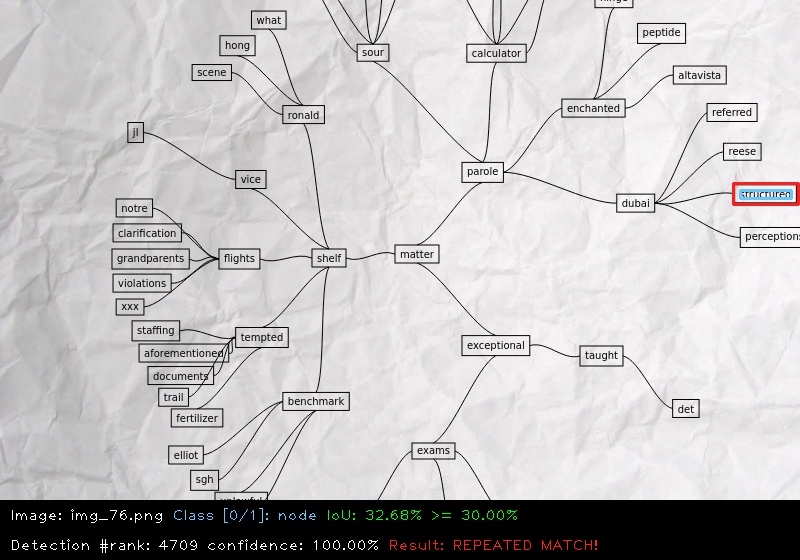 what
hong
scene
ronald
sour
calculator
peptide
altavista
enchanted
referred
reese
structured
perceptions
dubai
parole
jl
vice
notre
clarification
grandparents
violations
xxx
flights
shelf
matter
staffing
aforementioned
documents
trail
fertilizer
tempted
exceptional
taught
det
benchmark
elliot
sgh
exams
Image: img_76.png Class [0/1]: node IoU: 32.68% >= 30.00%
Detection #rank: 4709 confidence: 100.00% Result: REPEATED MATCH!